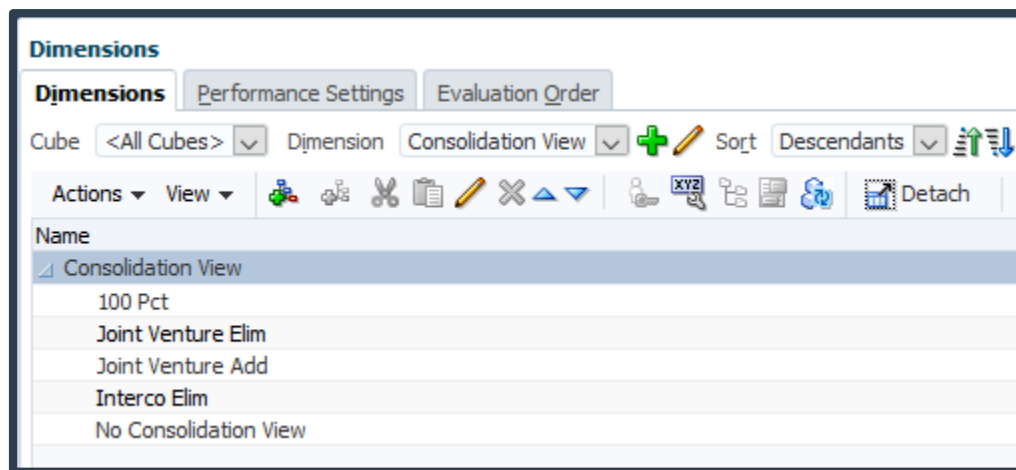 Dimensions
Dimensions Performance Settings Evaluation Order
Cube <All Cubes> Dimension Consolidation View Sort Descendants
Actions View XYZ Detach
Name
Consolidation View
100 Pct
Joint Venture Elim
Joint Venture Add
Interco Elim
No Consolidation View